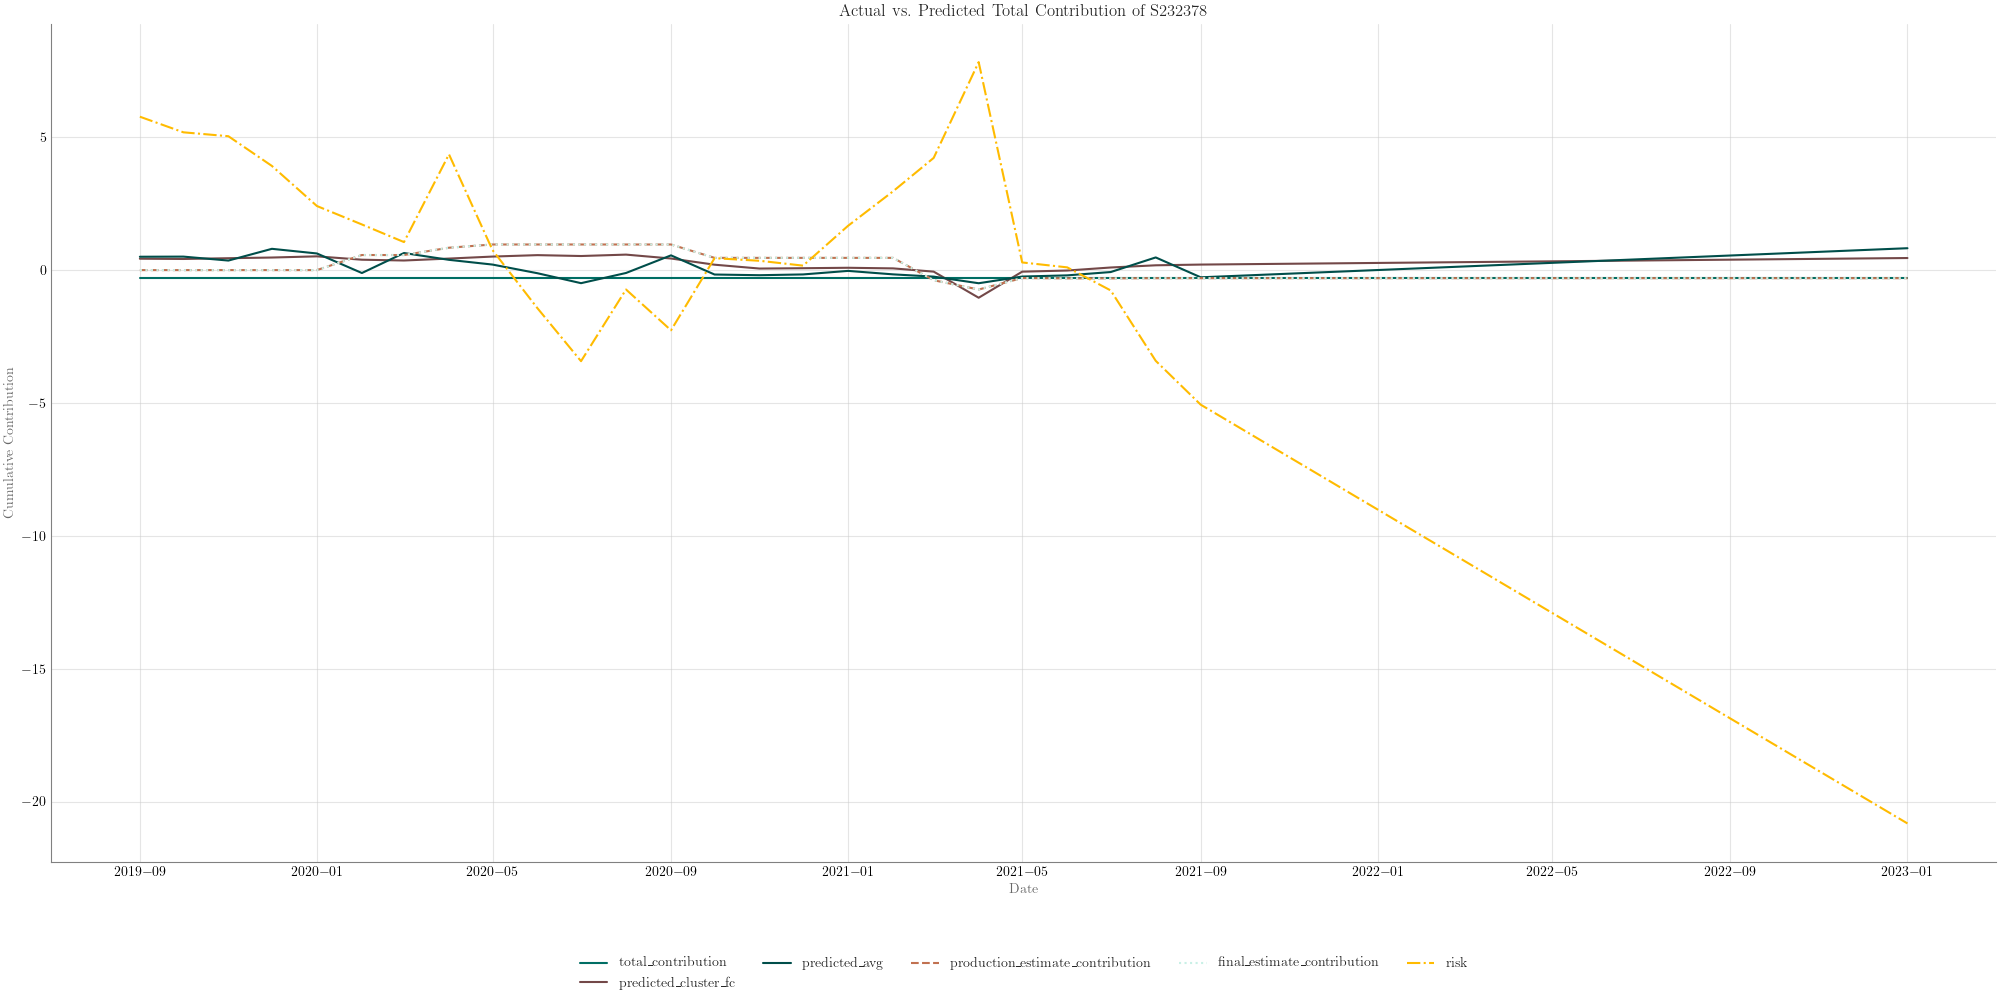 Actual vs. Predicted Total Contribution of S232378
Cumulative Contribution
5
0
−5
−10
−15
−20
2019−09 2020−01 2020−05 2020−09 2021−01 2021−05 2021−09 2022−01 2022−05 2022−09 2023−01
Date
total_contribution predicted_avg production_estimate_contribution final_estimate_contribution risk
predicted_cluster_fc